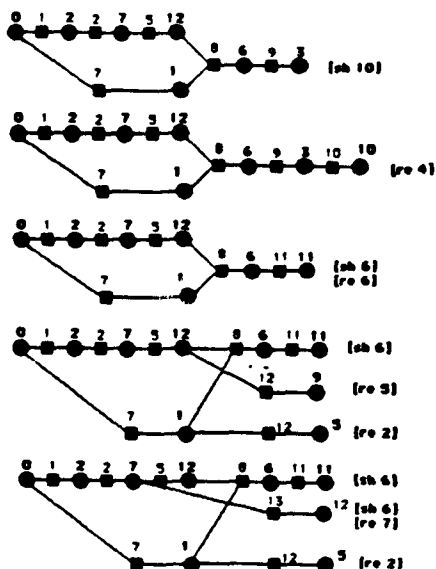 0 1 2 2 7 5 12
8 6 9 3 [sh 10]
7 1
0 1 2 2 7 5 12
8 6 9 3 10 10 [re 4]
7 1
0 1 2 2 7 5 12
8 6 11 11 [sh 6]
[re 6]
7 1
0 1 2 2 7 5 12 8 6 11 11 [sh 6]
12 9 [re 5]
7 1 12 5 [re 2]
0 1 2 2 7 5 12 8 6 11 11 [sh 6]
13 12 [sh 6]
[re 7]
7 1 12 5 [re 2]